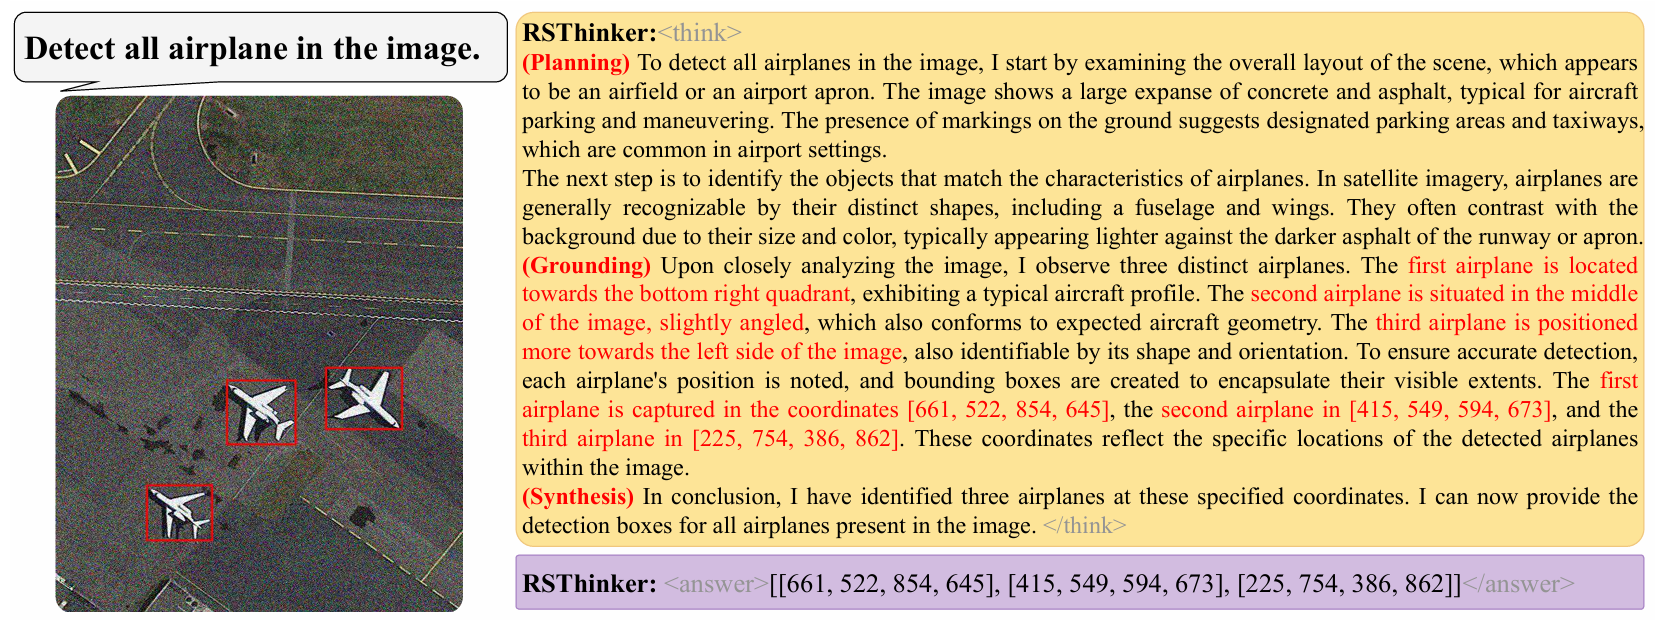 Detect all airplane in the image.
RSThinker:<think>
(Planning) To detect all airplanes in the image, I start by examining the overall layout of the scene, which appears
to be an airfield or an airport apron. The image shows a large expanse of concrete and asphalt, typical for aircraft
parking and maneuvering. The presence of markings on the ground suggests designated parking areas and taxiways,
which are common in airport settings.
The next step is to identify the objects that match the characteristics of airplanes. In satellite imagery, airplanes are
generally recognizable by their distinct shapes, including a fuselage and wings. They often contrast with the
background due to their size and color, typically appearing lighter against the darker asphalt of the runway or apron.
(Grounding) Upon closely analyzing the image, I observe three distinct airplanes. The first airplane is located
towards the bottom right quadrant, exhibiting a typical aircraft profile. The second airplane is situated in the middle
of the image, slightly angled, which also conforms to expected aircraft geometry. The third airplane is positioned
more towards the left side of the image, also identifiable by its shape and orientation. To ensure accurate detection,
each airplane's position is noted, and bounding boxes are created to encapsulate their visible extents. The first
airplane is captured in the coordinates [661, 522, 854, 645], the second airplane in [415, 549, 594, 673], and the
third airplane in [225, 754, 386, 862]. These coordinates reflect the specific locations of the detected airplanes
within the image.
(Synthesis) In conclusion, I have identified three airplanes at these specified coordinates. I can now provide the
detection boxes for all airplanes present in the image. </think>
RSThinker: <answer>[[661, 522, 854, 645], [415, 549, 594, 673], [225, 754, 386, 862]]</answer>